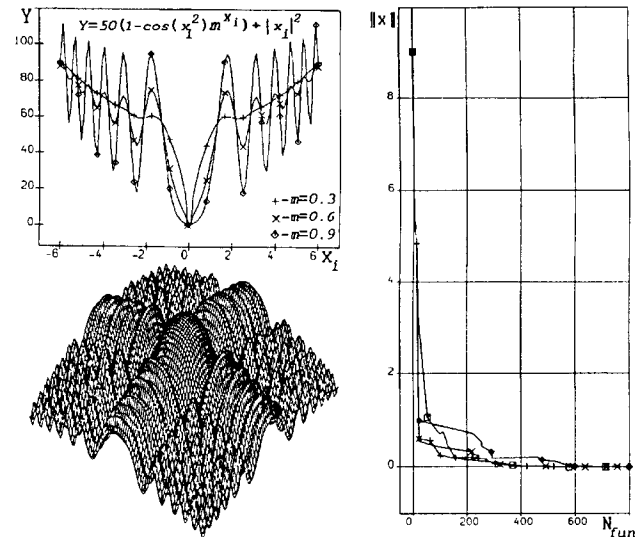 Y
Y=50(1-cos(x_i^2)m^{x_i})+|x_i|^2
100
80
60
40
20
0
+ -m=0.3
× -m=0.6
◇ -m=0.9
-6 -4 -2 0 2 4 6
X_i
‖x‖
8
6
4
2
0
0 200 400 600
N_fun